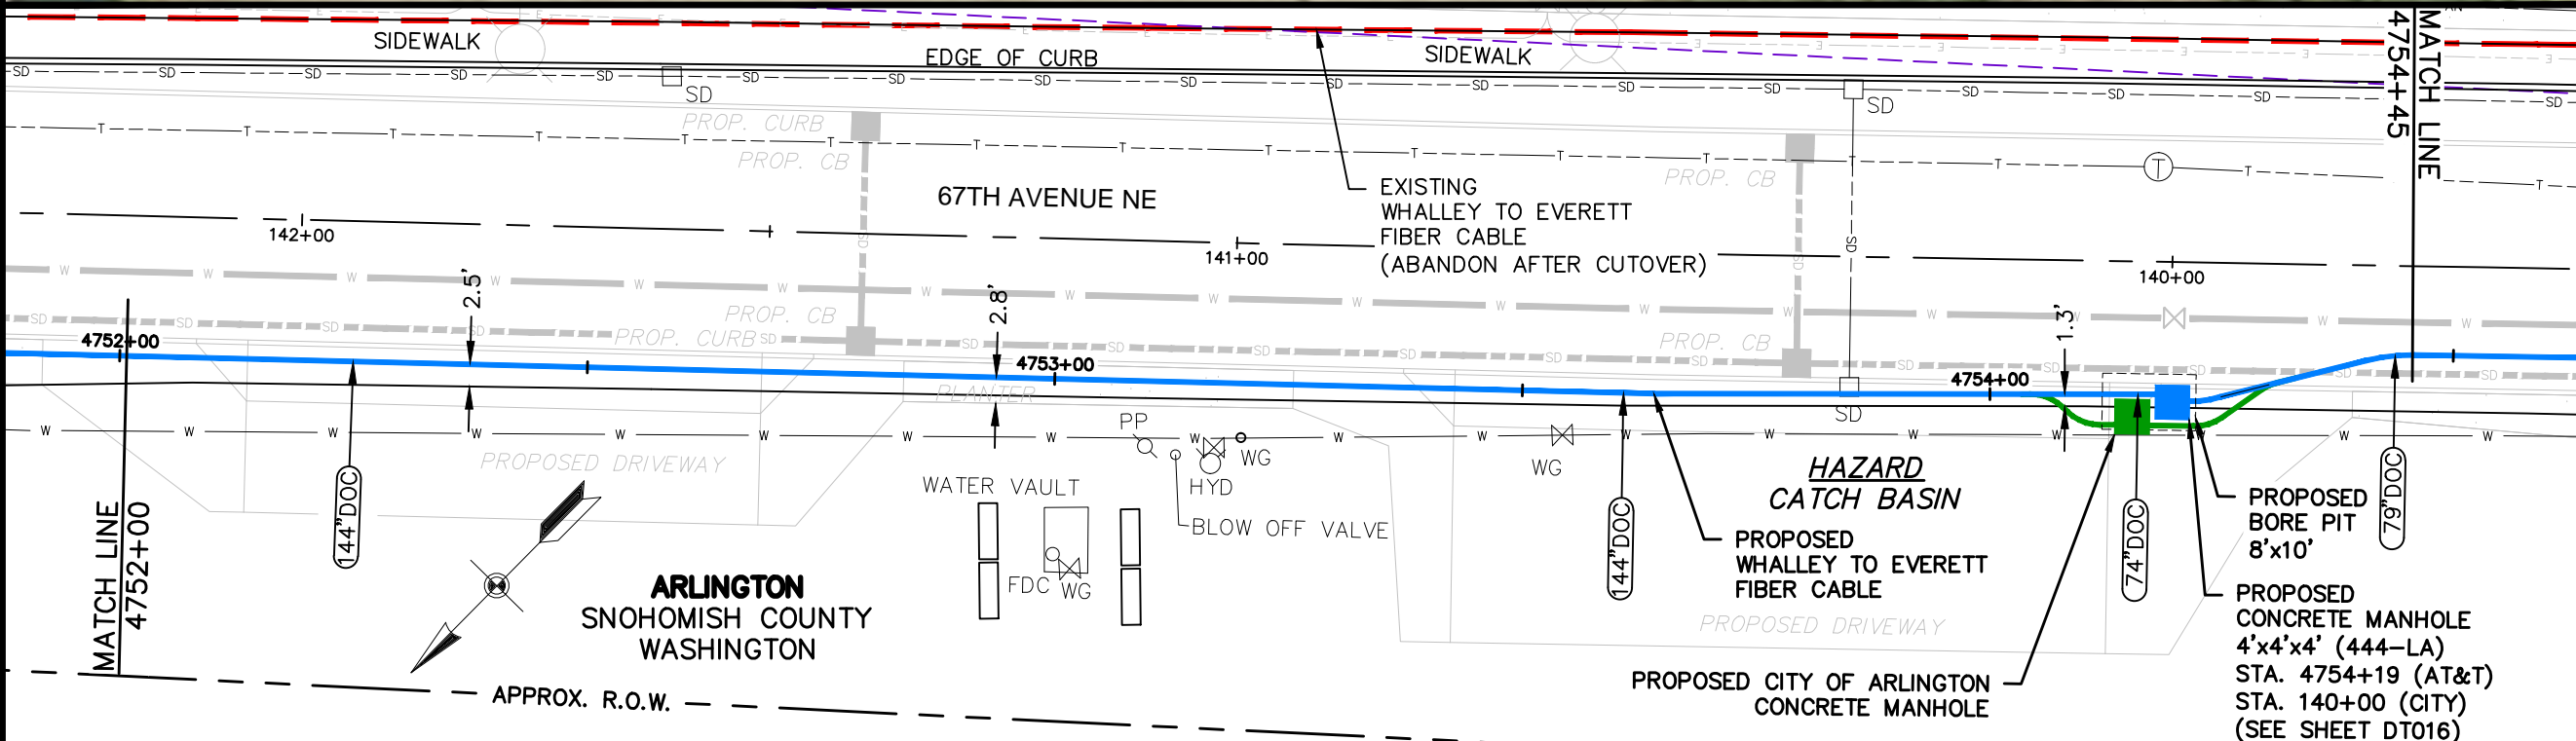 SIDEWALK
EDGE OF CURB
SIDEWALK
SD
SD
PROP. CURB
PROP. CB
PROP. CB
67TH AVENUE NE
EXISTING
WHALLEY TO EVERETT
FIBER CABLE
(ABANDON AFTER CUTOVER)
142+00
141+00
140+00
T
MATCH LINE
4754+45
2.5'
2.8'
1.3'
PROP. CB
PROP. CURB
PROP. CB
4752+00
4753+00
4754+00
PLANTER
SD
PP
WG
HYD
WG
PROPOSED DRIVEWAY
WATER VAULT
BLOW OFF VALVE
FDC
WG
HAZARD
CATCH BASIN
144"DOC
144"DOC
74"DOC
79"DOC
PROPOSED
WHALLEY TO EVERETT
FIBER CABLE
PROPOSED
BORE PIT
8'x10'
MATCH LINE
4752+00
ARLINGTON
SNOHOMISH COUNTY
WASHINGTON
PROPOSED DRIVEWAY
PROPOSED
CONCRETE MANHOLE
4'x4'x4' (444-LA)
STA. 4754+19 (AT&T)
STA. 140+00 (CITY)
(SEE SHEET DT016)
PROPOSED CITY OF ARLINGTON
CONCRETE MANHOLE
APPROX. R.O.W.